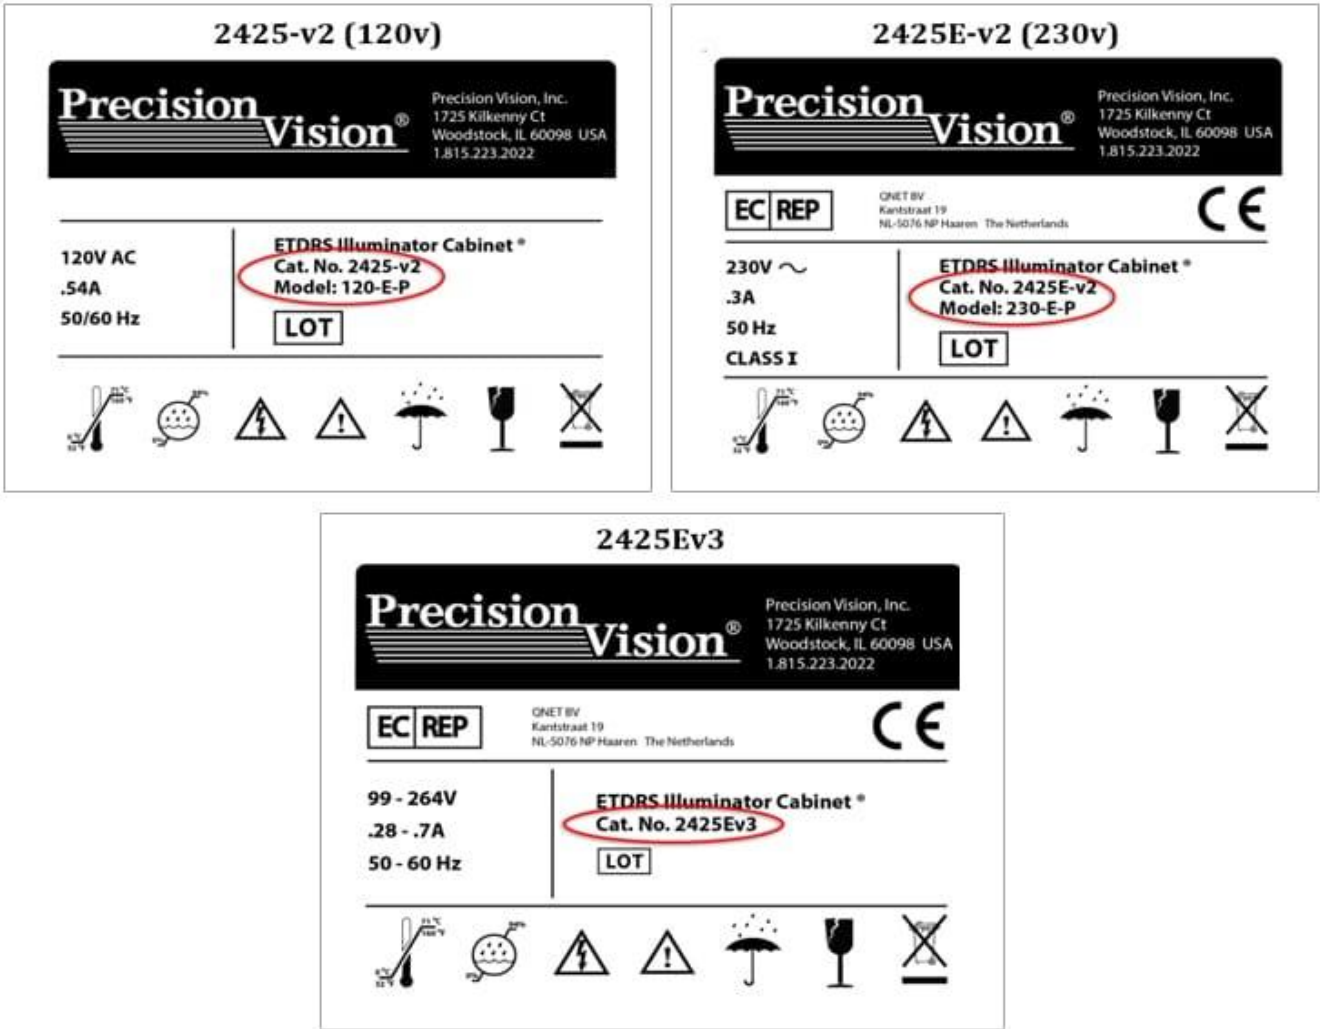 2425-v2 (120v)
Precision Vision®
Precision Vision, Inc.
1725 Kilkenny Ct
Woodstock, IL 60098 USA
1.815.223.2022
120V AC
.54A
50/60 Hz
ETDRS Illuminator Cabinet ®
Cat. No. 2425-v2
Model: 120-E-P
LOT
2425E-v2 (230v)
Precision Vision®
Precision Vision, Inc.
1725 Kilkenny Ct
Woodstock, IL 60098 USA
1.815.223.2022
EC REP
QNET BV
Kantstraat 19
NL-5076 NP Haaren The Netherlands
CE
230V ~
.3A
50 Hz
CLASS I
ETDRS Illuminator Cabinet ®
Cat. No. 2425E-v2
Model: 230-E-P
LOT
2425Ev3
Precision Vision®
Precision Vision, Inc.
1725 Kilkenny Ct
Woodstock, IL 60098 USA
1.815.223.2022
EC REP
QNET BV
Kantstraat 19
NL-5076 NP Haaren The Netherlands
CE
99 - 264V
.28 - .7A
50 - 60 Hz
ETDRS Illuminator Cabinet ®
Cat. No. 2425Ev3
LOT